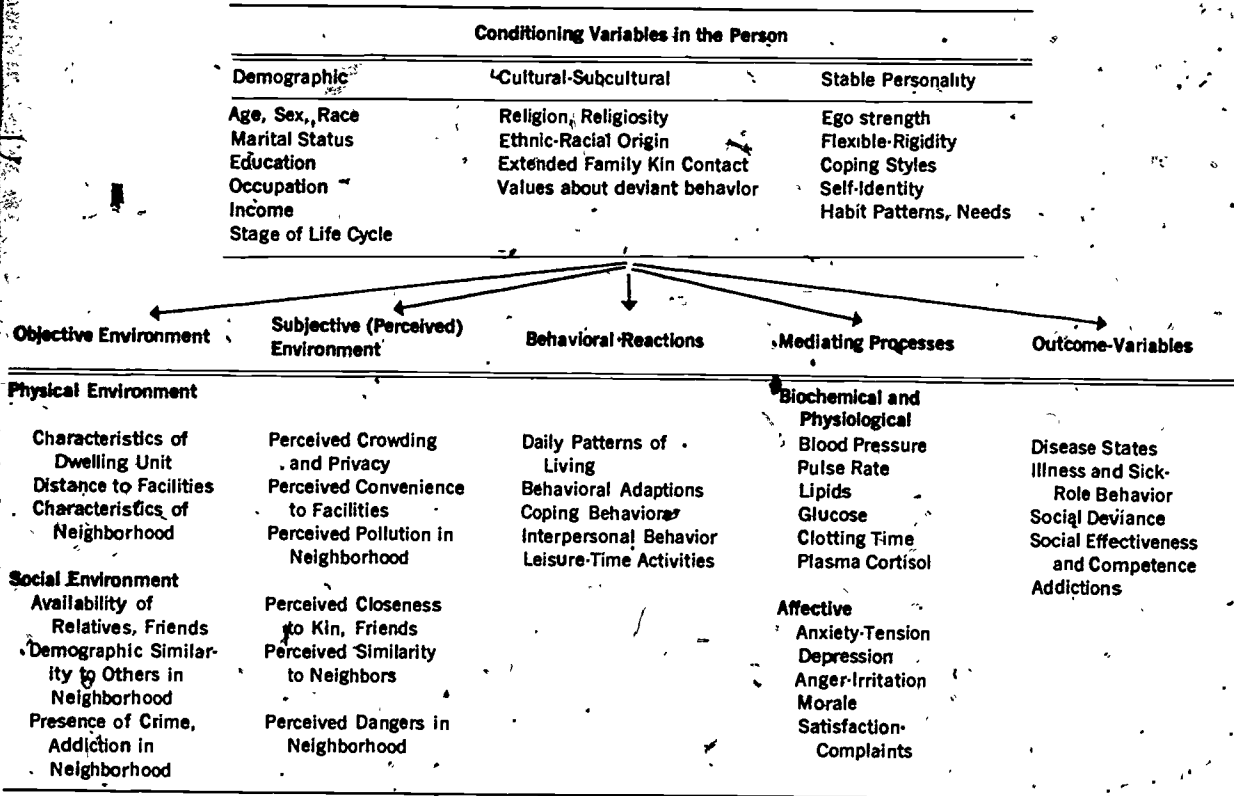 Conditioning Variables in the Person
Demographic
Age, Sex, Race
Marital Status
Education
Occupation
Income
Stage of Life Cycle
Cultural-Subcultural
Religion, Religiosity
Ethnic-Racial Origin
Extended Family Kin Contact
Values about deviant behavior
Stable Personality
Ego strength
Flexible-Rigidity
Coping Styles
Self-Identity
Habit Patterns, Needs
Objective Environment
Physical Environment
Characteristics of
Dwelling Unit
Distance to Facilities
Characteristics of
Neighborhood
Social Environment
Availability of
Relatives, Friends
Demographic Similar-
ity to Others in
Neighborhood
Presence of Crime,
Addiction in
Neighborhood
Subjective (Perceived)
Environment
Perceived Crowding
and Privacy
Perceived Convenience
to Facilities
Perceived Pollution in
Neighborhood
Perceived Closeness
to Kin, Friends
Perceived Similarity
to Neighbors
Perceived Dangers in
Neighborhood
Behavioral Reactions
Daily Patterns of
Living
Behavioral Adaptions
Coping Behaviors
Interpersonal Behavior
Leisure-Time Activities
Mediating Processes
Biochemical and
Physiological
Blood Pressure
Pulse Rate
Lipids
Glucose
Clotting Time
Plasma Cortisol
Affective
Anxiety-Tension
Depression
Anger-Irritation
Morale
Satisfaction-
Complaints
Outcome-Variables
Disease States
Illness and Sick-
Role Behavior
Social Deviance
Social Effectiveness
and Competence
Addictions